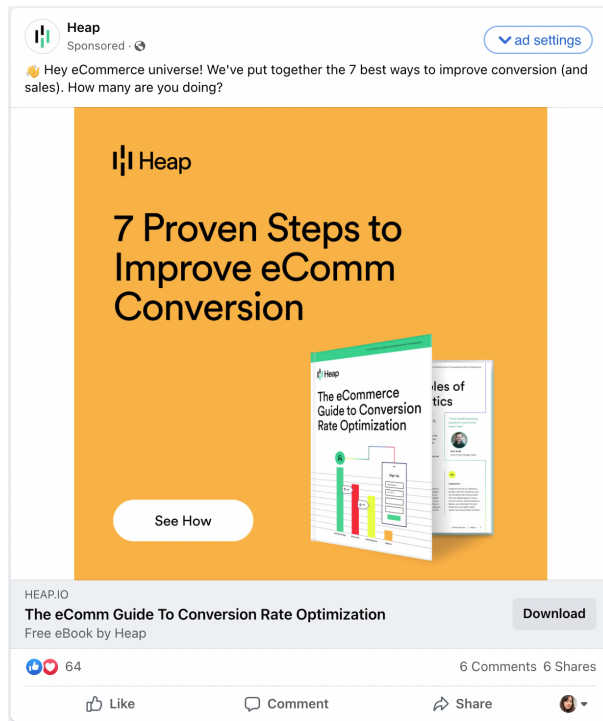 Heap
Sponsored ·
ad settings
👋 Hey eCommerce universe! We've put together the 7 best ways to improve conversion (and
sales). How many are you doing?
Heap
7 Proven Steps to
Improve eComm
Conversion
Heap
The eCommerce
Guide to Conversion
Rate Optimization
Sign Up
les of
tics
See How
HEAP.IO
The eComm Guide To Conversion Rate Optimization
Free eBook by Heap
Download
64
6 Comments 6 Shares
Like
Comment
Share